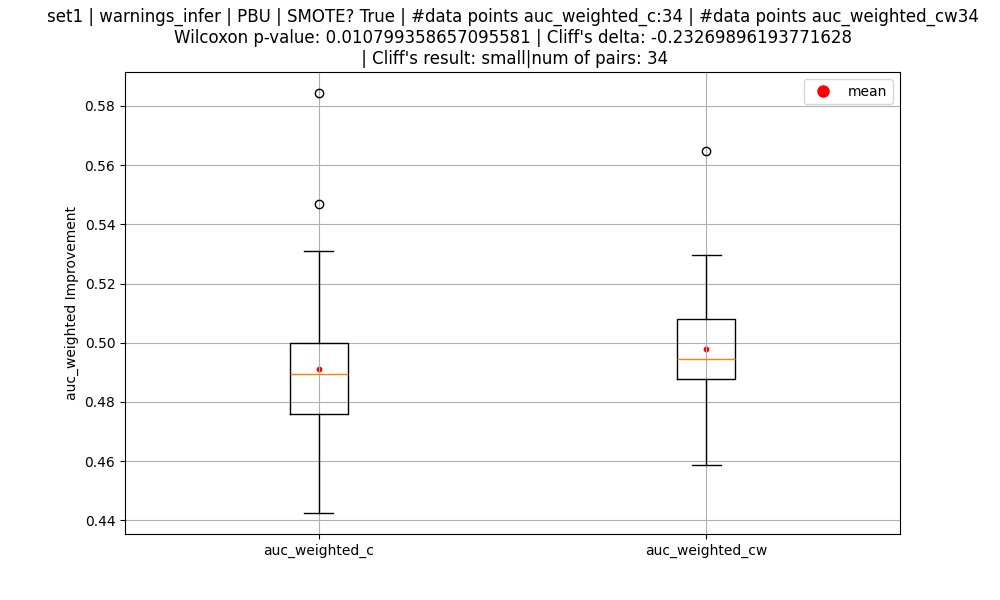 set1 | warnings_infer | PBU | SMOTE? True | #data points auc_weighted_c:34 | #data points auc_weighted_cw34
Wilcoxon p-value: 0.010799358657095581 | Cliff's delta: -0.23269896193771628
| Cliff's result: small|num of pairs: 34
mean
auc_weighted Improvement
0.58
0.56
0.54
0.52
0.50
0.48
0.46
0.44
auc_weighted_c
auc_weighted_cw